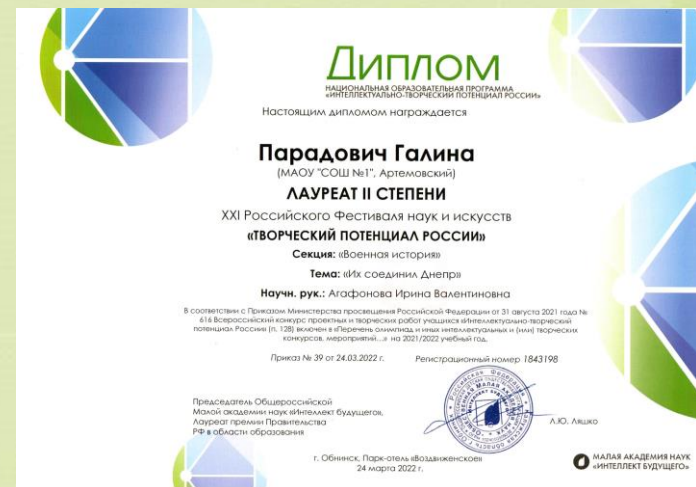 Диплом
НАЦИОНАЛЬНАЯ ОБРАЗОВАТЕЛЬНАЯ ПРОГРАММА
«ИНТЕЛЛЕКТУАЛЬНО-ТВОРЧЕСКИЙ ПОТЕНЦИАЛ РОССИИ»
Настоящим дипломом награждается
Парадович Галина
(МАОУ "СОШ №1", Артемовский)
ЛАУРЕАТ II СТЕПЕНИ
XXI Российского Фестиваля наук и искусств
«ТВОРЧЕСКИЙ ПОТЕНЦИАЛ РОССИИ»
Секция: «Военная история»
Тема: «Их соединил Днепр»
Научн. рук.: Агафонова Ирина Валентиновна
В соответствии с Приказом Министерства просвещения Российской Федерации от 31 августа 2021 года №
616 Всероссийский конкурс проектных и творческих работ учащихся «Интеллектуально-творческий
потенциал России» (п. 128) включен в «Перечень олимпиад и иных интеллектуальных и (или) творческих
конкурсов, мероприятий...» на 2021/2022 учебный год.
Приказ № 39 от 24.03.2022 г. Регистрационный номер 1843198
Председатель Общероссийской
Малой академии наук «Интеллект будущего»,
Лауреат премии Правительства
РФ в области образования
А.Ю. Ляшко
г. Обнинск, Парк-отель «Воздвиженское»
24 марта 2022 г.
МАЛАЯ АКАДЕМИЯ НАУК
«ИНТЕЛЛЕКТ БУДУЩЕГО»